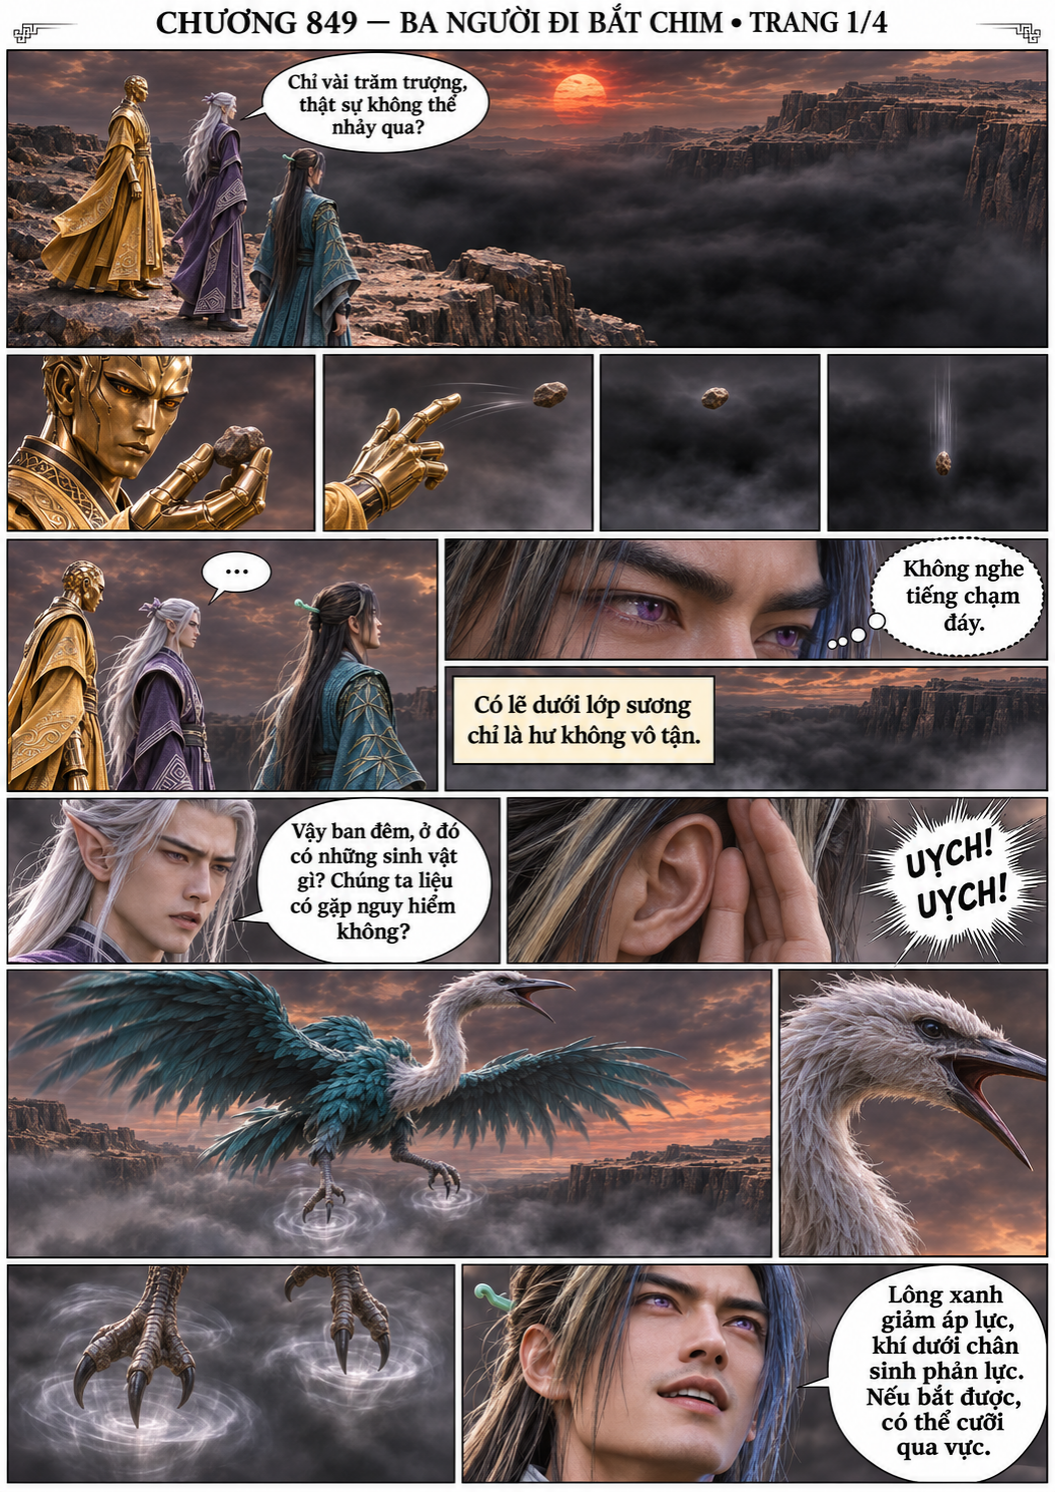 CHƯƠNG 849 — BA NGƯỜI ĐI BẮT CHIM • TRANG 1/4
Chỉ vài trăm trượng,
thật sự không thể
nhảy qua?
...
Không nghe
tiếng chạm
đáy.
Có lẽ dưới lớp sương
chỉ là hư không vô tận.
Vậy ban đêm, ở đó
có những sinh vật
gì? Chúng ta liệu
có gặp nguy hiểm
không?
UỴCH!
UỴCH!
Lông xanh
giảm áp lực,
khí dưới chân
sinh phản lực.
Nếu bắt được,
có thể cưỡi
qua vực.